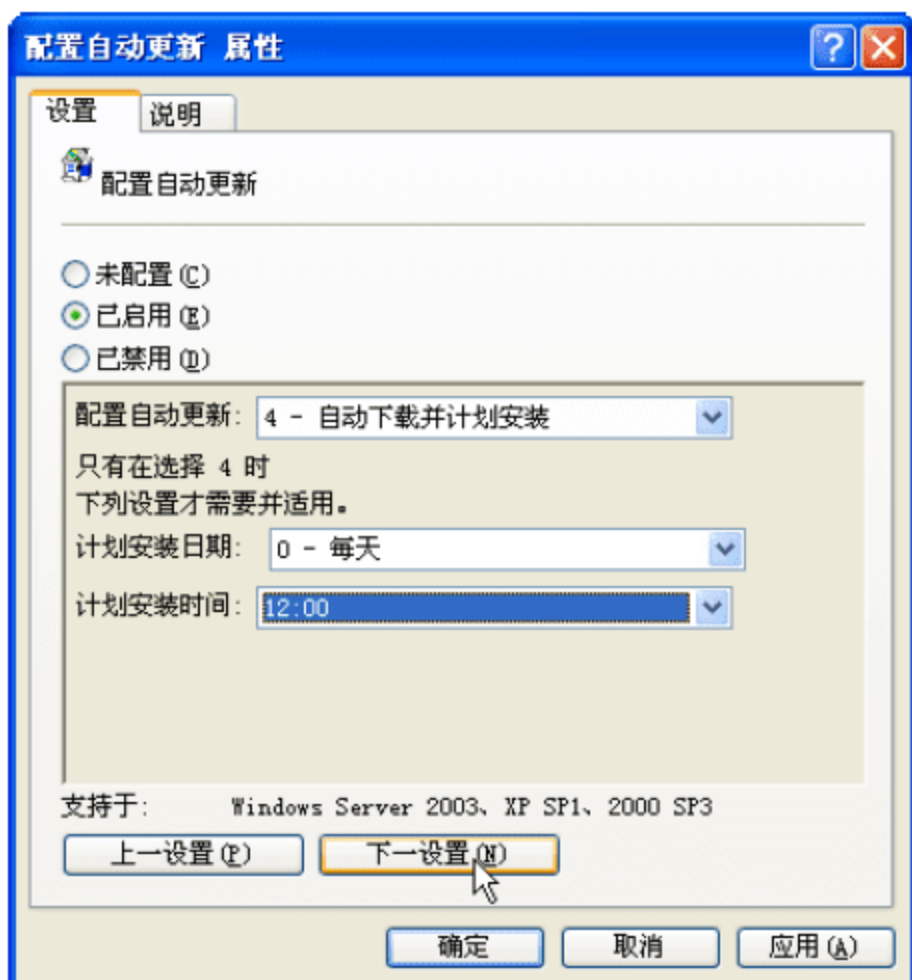 配置自动更新 属性
设置 说明
配置自动更新
未配置(C)
已启用(E)
已禁用(D)
配置自动更新: 4 - 自动下载并计划安装
只有在选择 4 时
下列设置才需要并适用。
计划安装日期: 0 - 每天
计划安装时间: 12:00
支持于: Windows Server 2003、XP SP1、2000 SP3
上一设置(P) 下一设置(N)
确定 取消 应用(A)